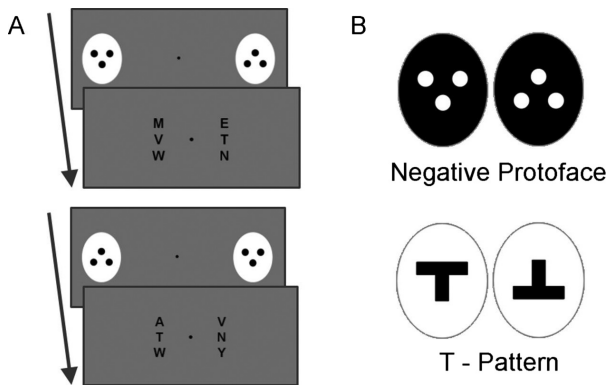 A
M E
V T
W N
A V
T N
W Y
B
Negative Protoface
T - Pattern